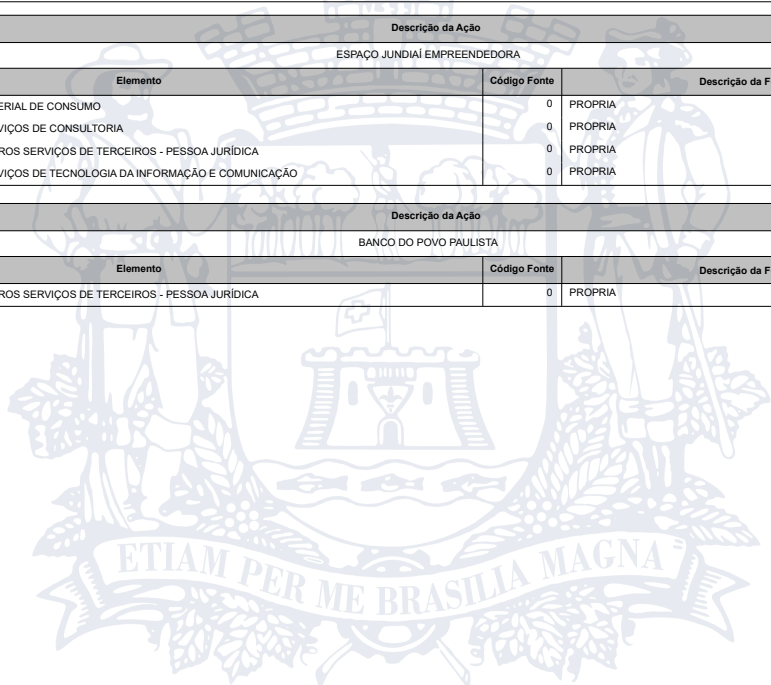 Descrição da Ação
ESPAÇO JUNDIAÍ EMPREENDEDORA
Elemento Código Fonte Descrição da F
ERIAL DE CONSUMO 0 PROPRIA
VIÇOS DE CONSULTORIA 0 PROPRIA
ROS SERVIÇOS DE TERCEIROS - PESSOA JURÍDICA 0 PROPRIA
VIÇOS DE TECNOLOGIA DA INFORMAÇÃO E COMUNICAÇÃO 0 PROPRIA
Descrição da Ação
BANCO DO POVO PAULISTA
Elemento Código Fonte Descrição da F
ROS SERVIÇOS DE TERCEIROS - PESSOA JURÍDICA 0 PROPRIA
ETIAM PER ME BRASILIA MAGNA